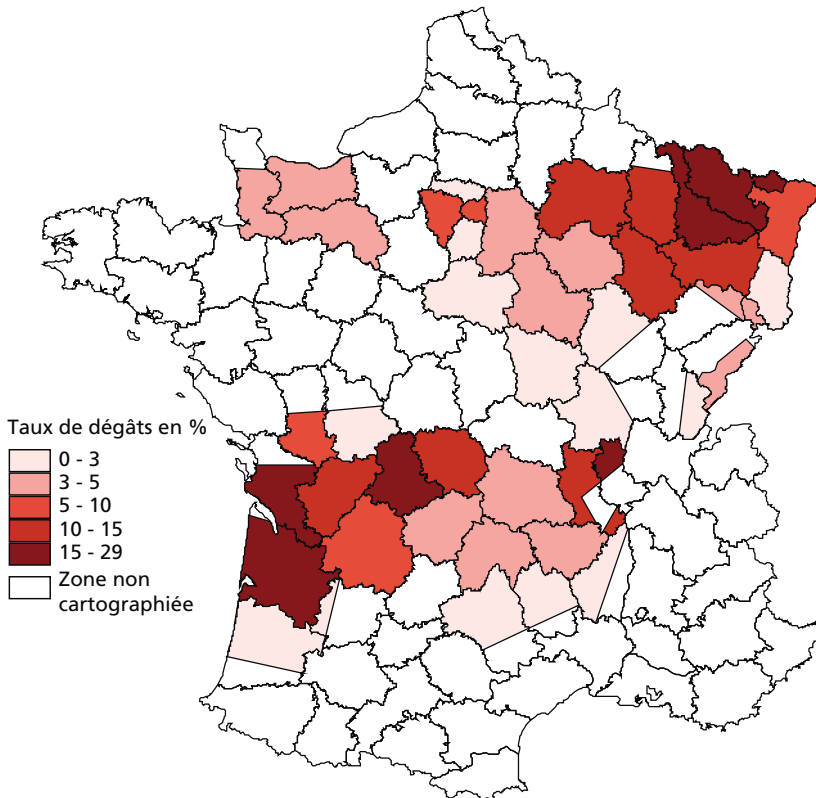 Taux de dégâts en %
0 - 3
3 - 5
5 - 10
10 - 15
15 - 29
Zone non
cartographiée